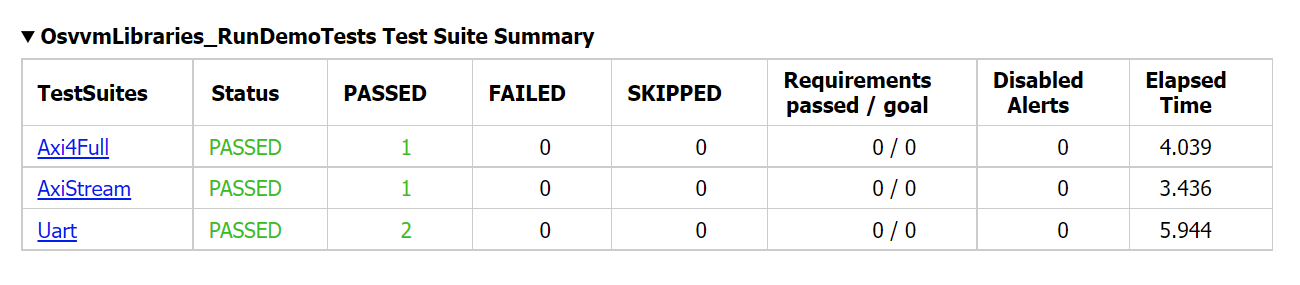 ▼ OsvvmLibraries_RunDemoTests Test Suite Summary
TestSuites Status PASSED FAILED SKIPPED Requirements passed / goal Disabled Alerts Elapsed Time
Axi4Full PASSED 1 0 0 0 / 0 0 4.039
AxiStream PASSED 1 0 0 0 / 0 0 3.436
Uart PASSED 2 0 0 0 / 0 0 5.944